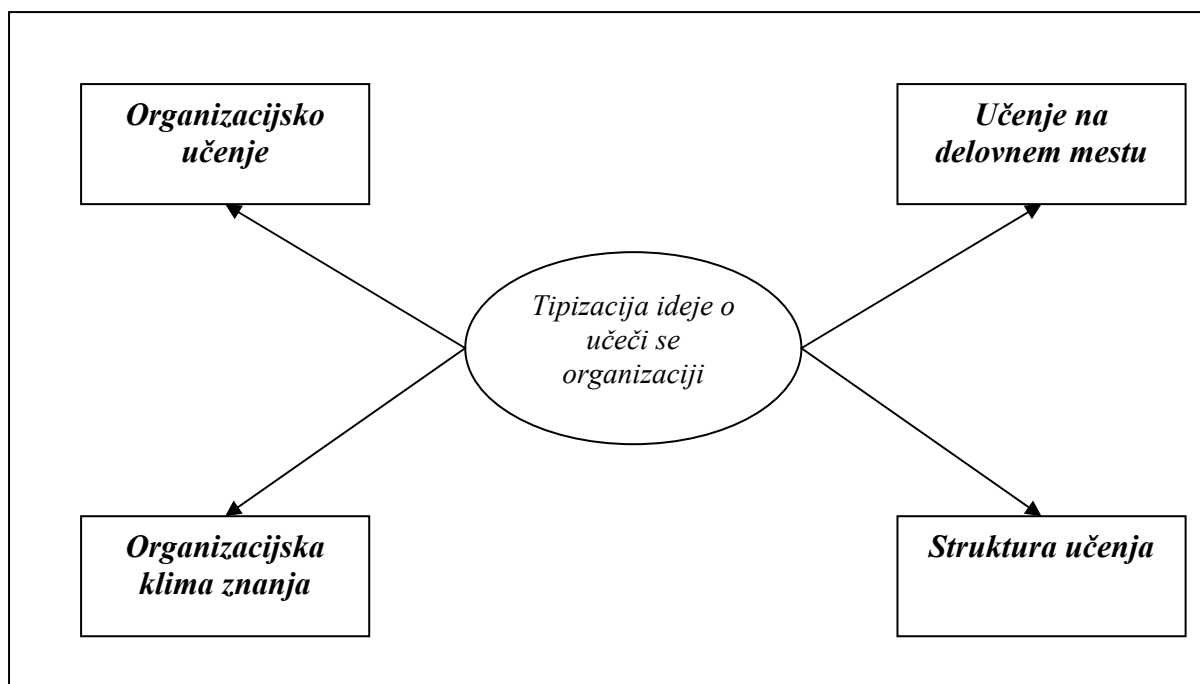 Organizacijsko
učenje
Učenje na
delovnem mestu
Tipizacija ideje o
učeči se
organizaciji
Organizacijska
klima znanja
Struktura učenja